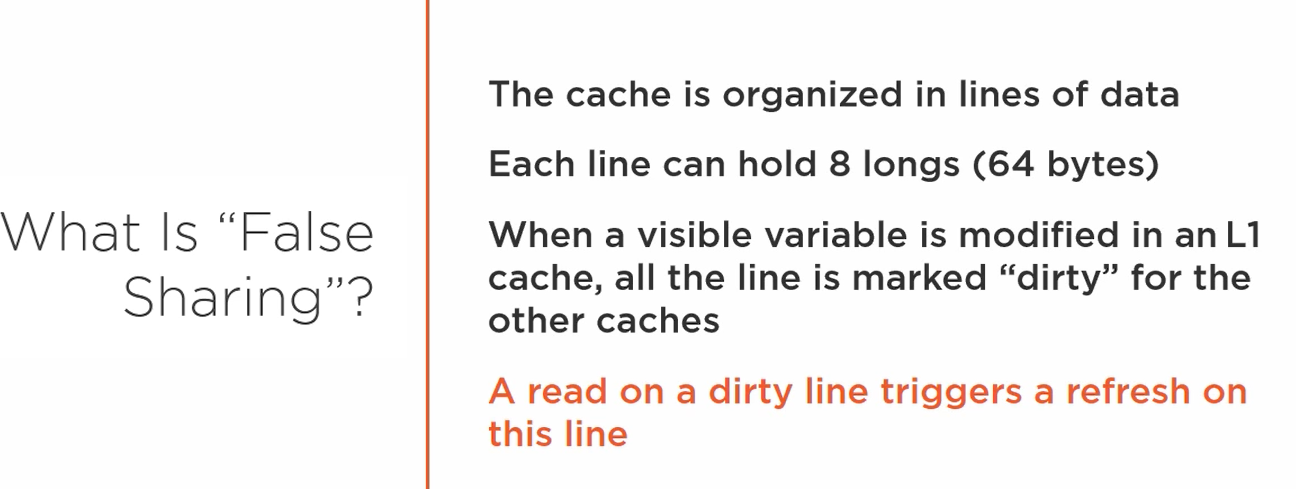 What Is “False
Sharing”?
The cache is organized in lines of data
Each line can hold 8 longs (64 bytes)
When a visible variable is modified in an L1
cache, all the line is marked “dirty” for the
other caches
A read on a dirty line triggers a refresh on
this line